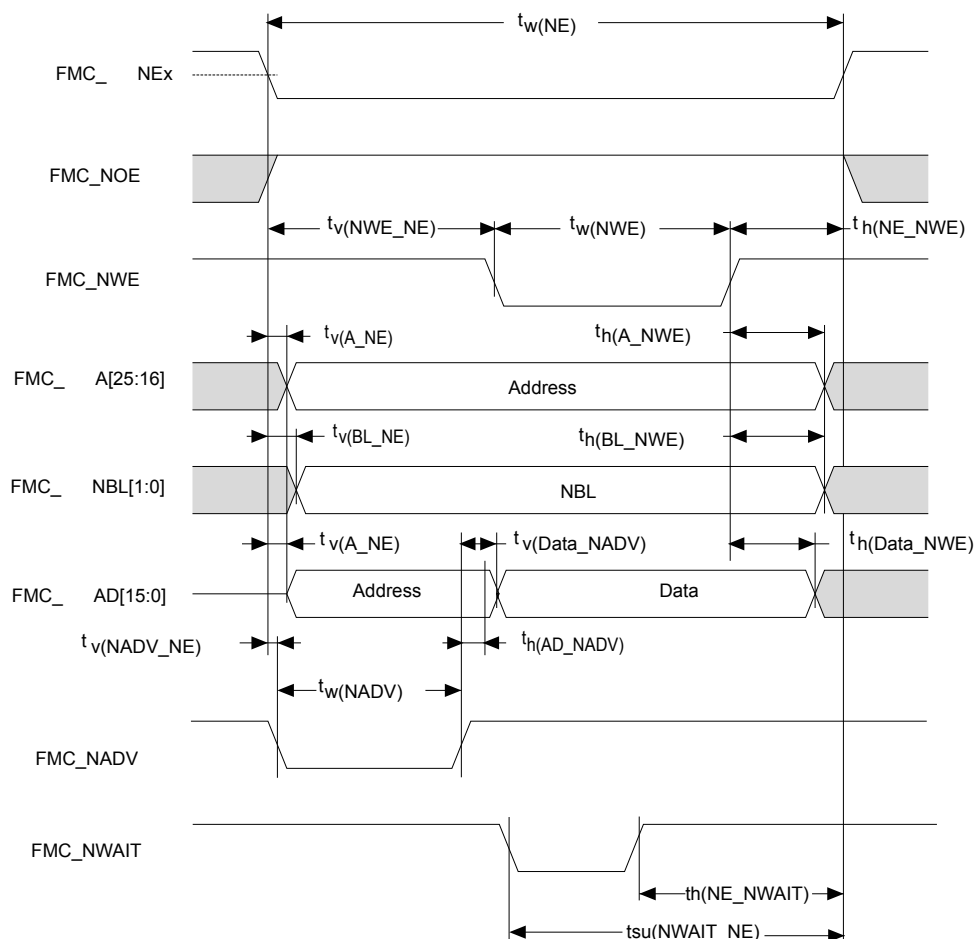 tw(NE)
FMC_ NEx
FMC_NOE
tv(NWE_NE) tw(NWE) t h(NE_NWE)
FMC_NWE
tv(A_NE) th(A_NWE)
FMC_ A[25:16] Address
tv(BL_NE) th(BL_NWE)
FMC_ NBL[1:0] NBL
tv(A_NE) tv(Data_NADV) th(Data_NWE)
FMC_ AD[15:0] Address Data
t v(NADV_NE) th(AD_NADV)
tw(NADV)
FMC_NADV
FMC_NWAIT
th(NE_NWAIT)
tsu(NWAIT_NE)